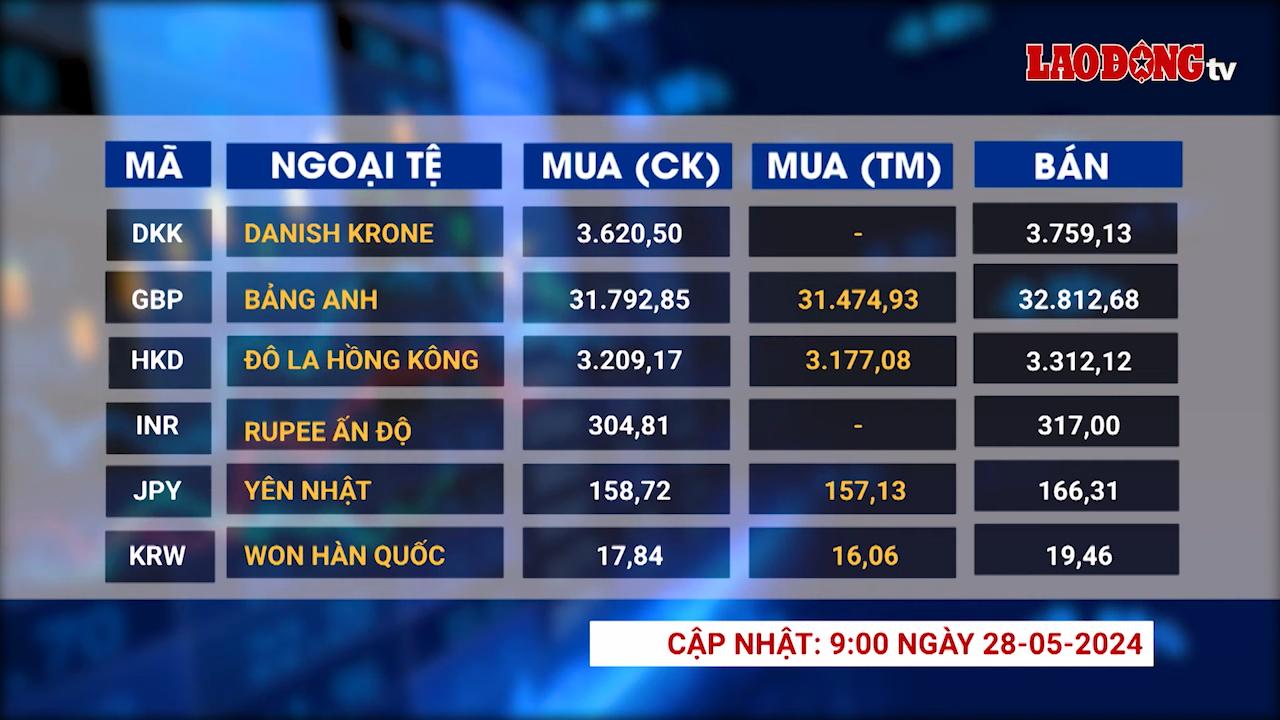 LAO ĐỘNG tv
MÃ NGOẠI TỆ MUA (CK) MUA (TM) BÁN
DKK DANISH KRONE 3.620,50 - 3.759,13
GBP BẢNG ANH 31.792,85 31.474,93 32.812,68
HKD ĐÔ LA HỒNG KÔNG 3.209,17 3.177,08 3.312,12
INR RUPEE ẤN ĐỘ 304,81 - 317,00
JPY YÊN NHẬT 158,72 157,13 166,31
KRW WON HÀN QUỐC 17,84 16,06 19,46
CẬP NHẬT: 9:00 NGÀY 28-05-2024